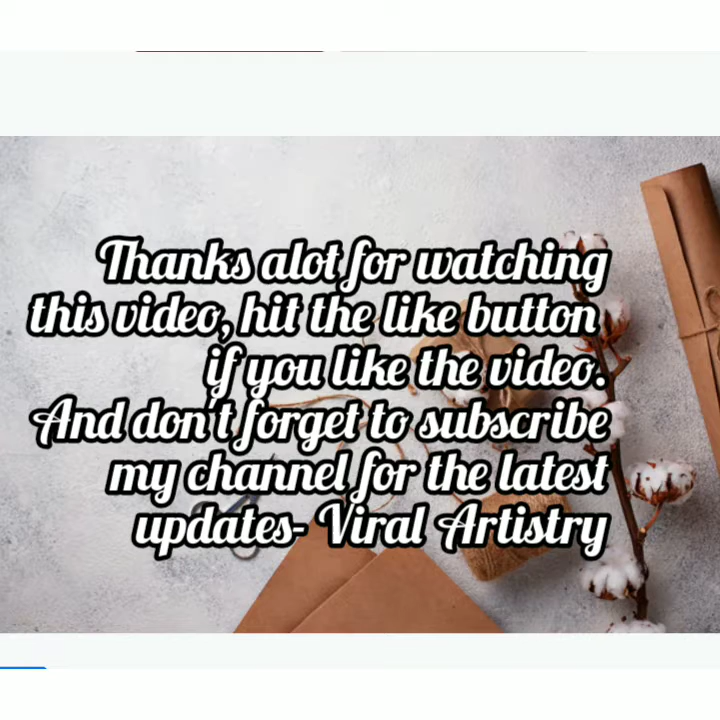 Thanks alot for watching
this video, hit the like button
if you like the video.
And don't forget to subscribe
my channel for the latest
updates- Viral Artistry